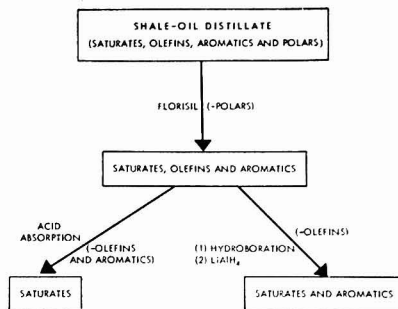 SHALE-OIL DISTILLATE
(SATURATES, OLEFINS, AROMATICS AND POLARS)
FLORISIL (-POLARS)
SATURATES, OLEFINS AND AROMATICS
ACID
ABSORPTION
(-OLEFINS
AND AROMATICS)
(-OLEFINS)
(1) HYDROBORATION
(2) LiAlH₄
SATURATES
SATURATES AND AROMATICS